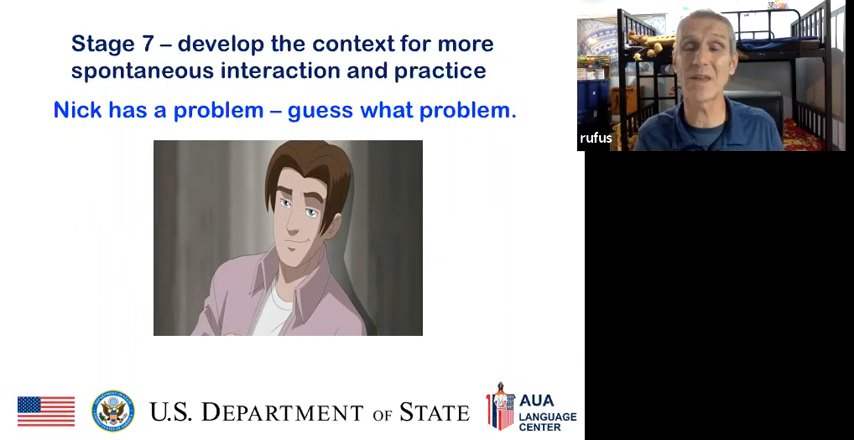 Stage 7 – develop the context for more
spontaneous interaction and practice
Nick has a problem – guess what problem.
rufus
U.S. DEPARTMENT OF STATE
AUA
LANGUAGE
CENTER